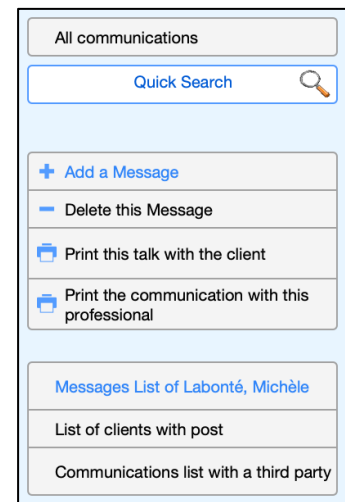 All communications
Quick Search
Add a Message
Delete this Message
Print this talk with the client
Print the communication with this
professional
Messages List of Labonté, Michèle
List of clients with post
Communications list with a third party